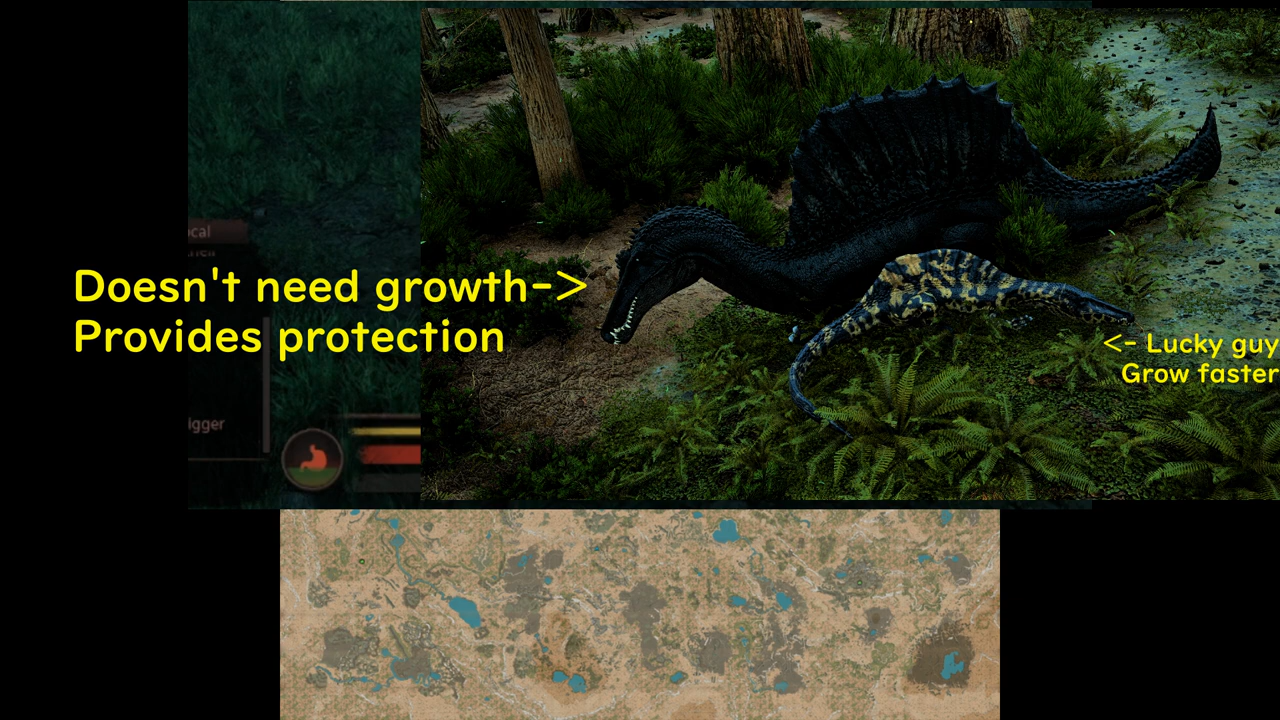 Doesn't need growth->
Provides protection
<- Lucky guy
Grow faster